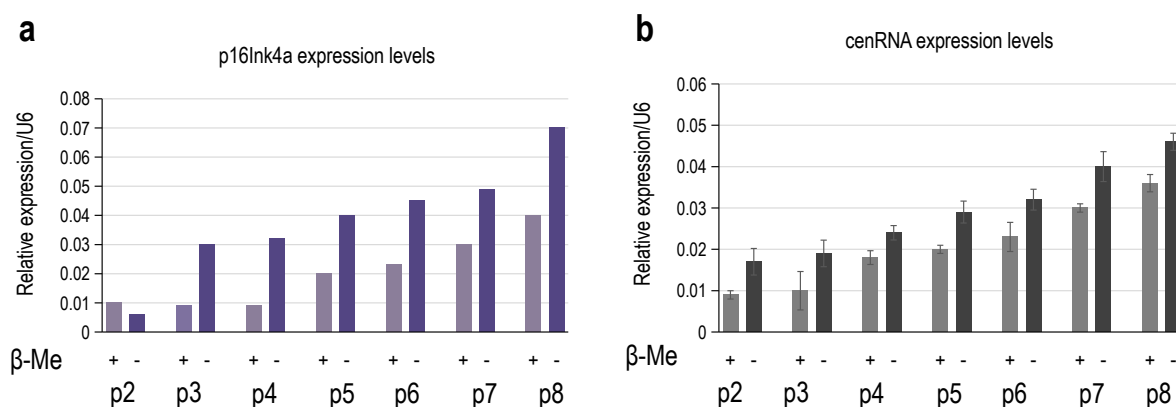 a
p16Ink4a expression levels
Relative expression/U6
0.08
0.07
0.06
0.05
0.04
0.03
0.02
0.01
0
β-Me + - + - + - + - + - + - + -
p2 p3 p4 p5 p6 p7 p8
b
cenRNA expression levels
Relative expression/U6
0.06
0.05
0.04
0.03
0.02
0.01
0
β-Me + - + - + - + - + - + - + -
p2 p3 p4 p5 p6 p7 p8